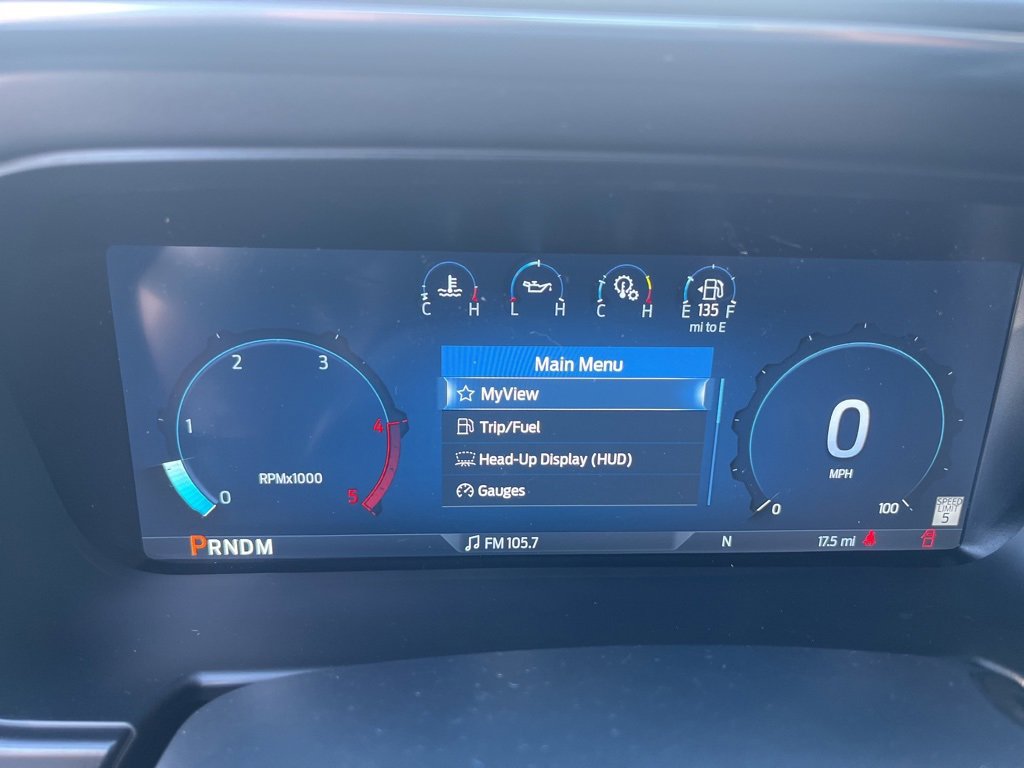 C H L H C H E 135 F
mi to E
Main Menu
MyView
Trip/Fuel
Head-Up Display (HUD)
Gauges
0 1 2 3 4 5
RPMx1000
0
MPH
0 100
SPEED
LIMIT
5
PRNDM
FM 105.7
N
17.5 mi